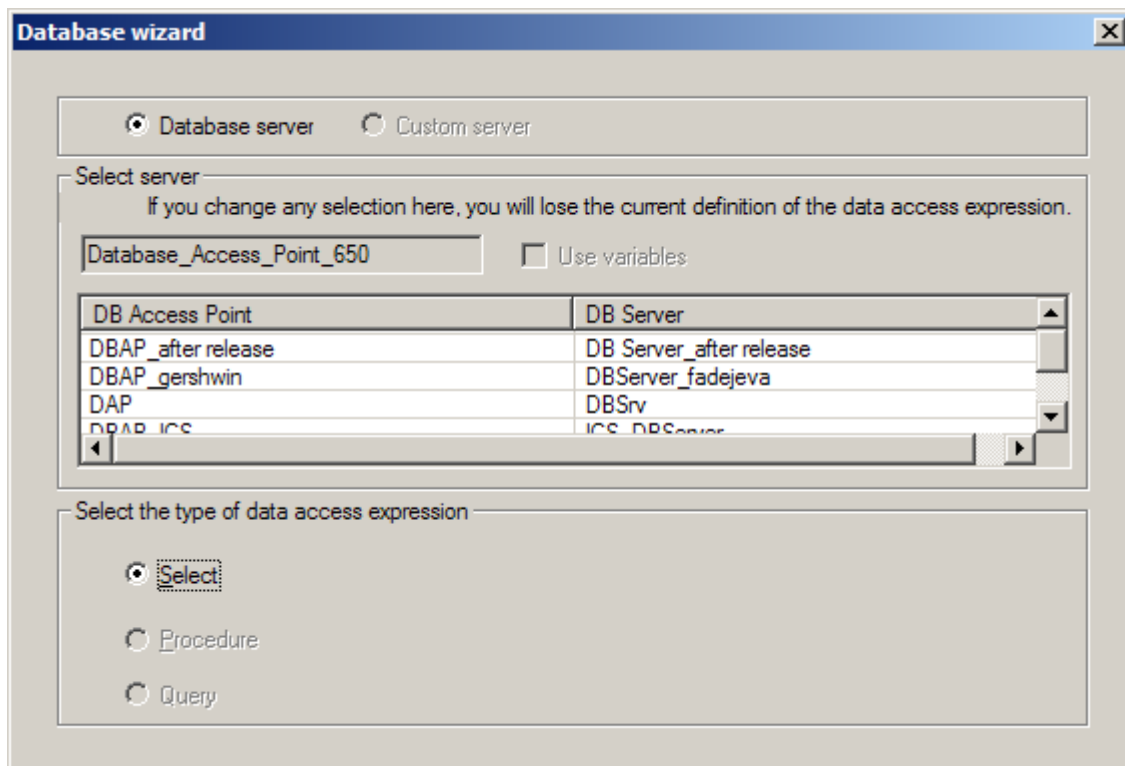 Database wizard
Database server Custom server
Select server
If you change any selection here, you will lose the current definition of the data access expression.
Database_Access_Point_650 Use variables
DB Access Point DB Server
DBAP_after release DB Server_after release
DBAP_gershwin DBServer_fadejeva
DAP DBSrv
DBAP_ICS ICS_DBServer
Select the type of data access expression
Select
Procedure
Query